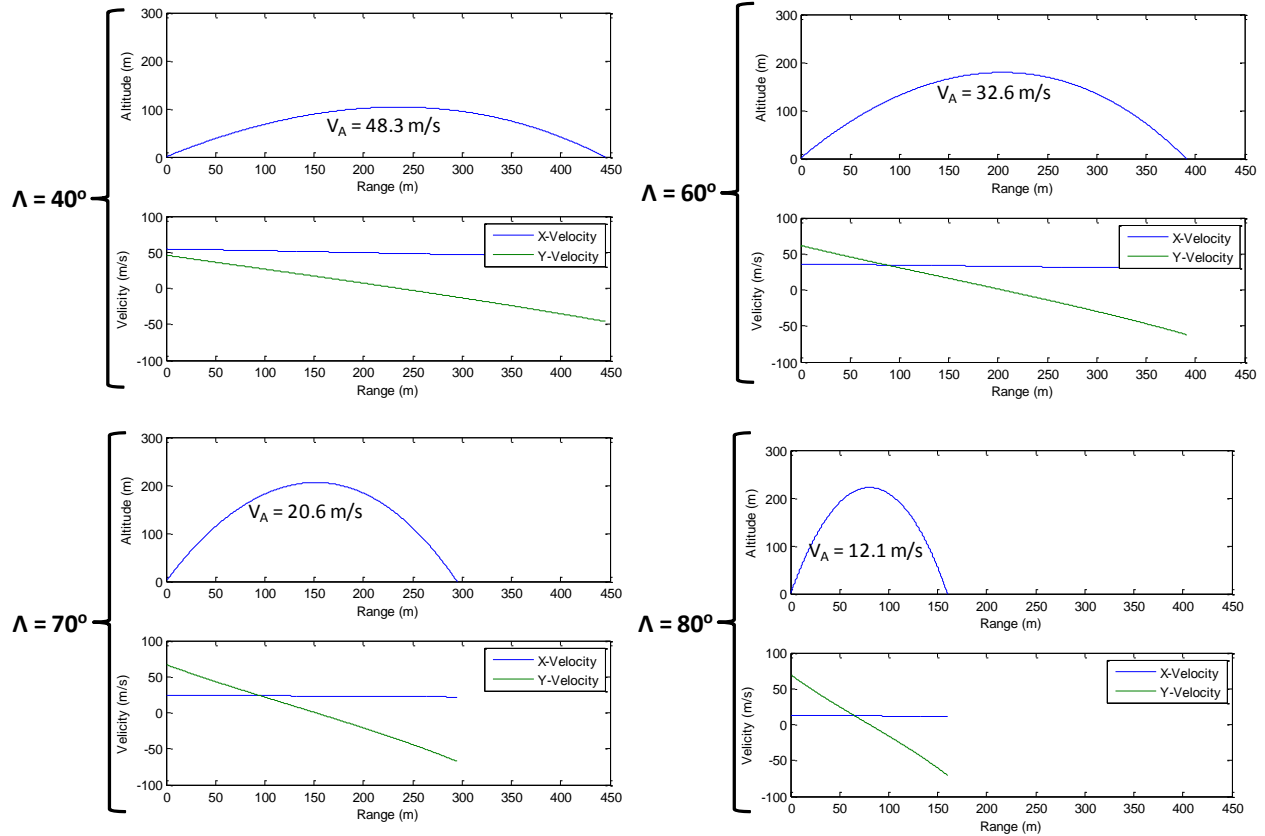 Λ = 40°
300
200
100
0
Altitude (m)
V_A = 48.3 m/s
0 50 100 150 200 250 300 350 400 450
Range (m)
100
50
0
-50
-100
Velicity (m/s)
X-Velocity
Y-Velocity
0 50 100 150 200 250 300 350 400 450
Range (m)
Λ = 60°
300
200
100
0
Altitude (m)
V_A = 32.6 m/s
0 50 100 150 200 250 300 350 400 450
Range (m)
100
50
0
-50
-100
Velicity (m/s)
X-Velocity
Y-Velocity
0 50 100 150 200 250 300 350 400 450
Range (m)
Λ = 70°
300
200
100
0
Altitude (m)
V_A = 20.6 m/s
0 50 100 150 200 250 300 350 400 450
Range (m)
100
50
0
-50
-100
Velicity (m/s)
X-Velocity
Y-Velocity
0 50 100 150 200 250 300 350 400 450
Range (m)
Λ = 80°
300
200
100
0
Altitude (m)
V_A = 12.1 m/s
0 50 100 150 200 250 300 350 400 450
Range (m)
100
50
0
-50
-100
Velicity (m/s)
X-Velocity
Y-Velocity
0 50 100 150 200 250 300 350 400 450
Range (m)